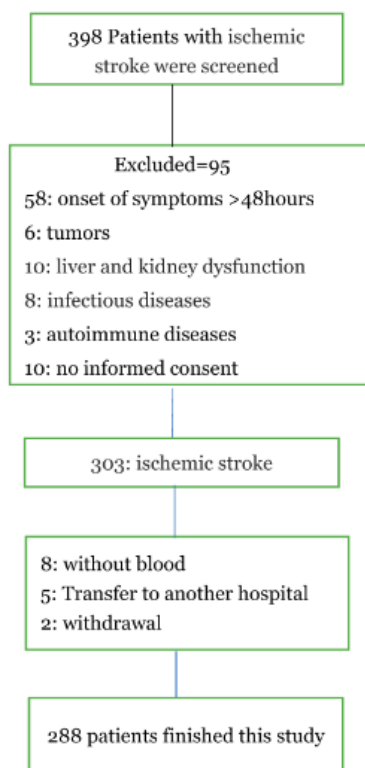 398 Patients with ischemic
stroke were screened
Excluded=95
58: onset of symptoms >48hours
6: tumors
10: liver and kidney dysfunction
8: infectious diseases
3: autoimmune diseases
10: no informed consent
303: ischemic stroke
8: without blood
5: Transfer to another hospital
2: withdrawal
288 patients finished this study